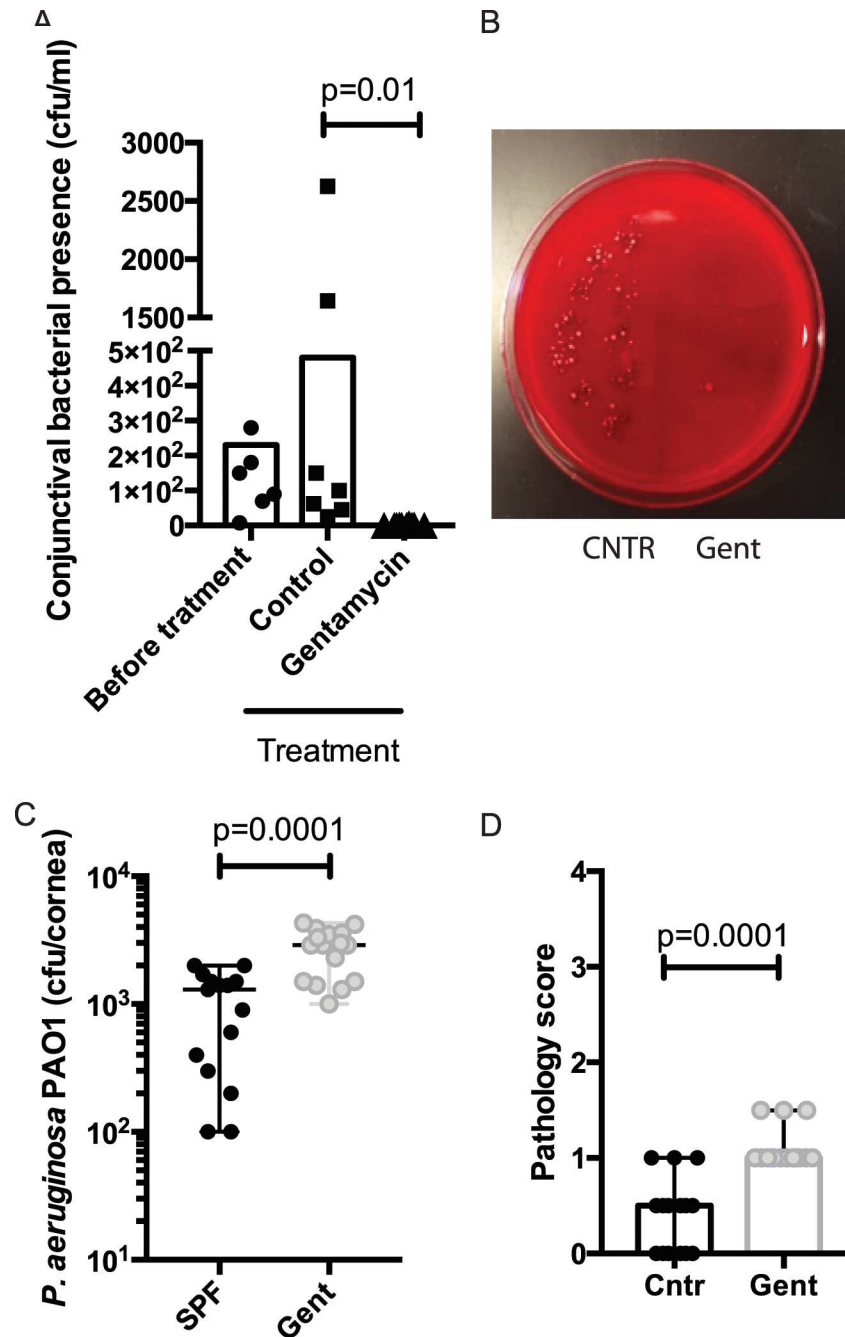 A
Conjunctival bacterial presence (cfu/ml)
p=0.01
3000
2500
2000
1500
5×10²
4×10²
3×10²
2×10²
1×10²
0
Before tratment
Control
Gentamycin
Treatment
B
CNTR Gent
C
P. aeruginosa PAO1 (cfu/cornea)
p=0.0001
10⁴
10³
10²
10¹
SPF
Gent
D
Pathology score
p=0.0001
4
3
2
1
0
Cntr
Gent